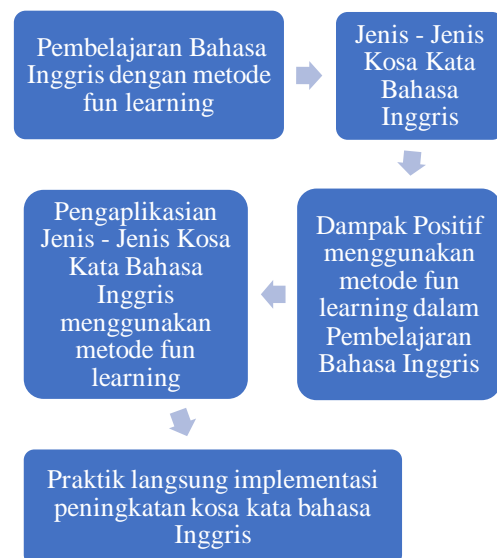 Pembelajaran Bahasa
Inggris dengan metode
fun learning
Jenis - Jenis
Kosa Kata
Bahasa
Inggris
Dampak Positif
menggunakan
metode fun
learning dalam
Pembelajaran
Bahasa Inggris
Pengaplikasian
Jenis - Jenis Kosa
Kata Bahasa
Inggris
menggunakan
metode fun
learning
Praktik langsung implementasi
peningkatan kosa kata bahasa
Inggris